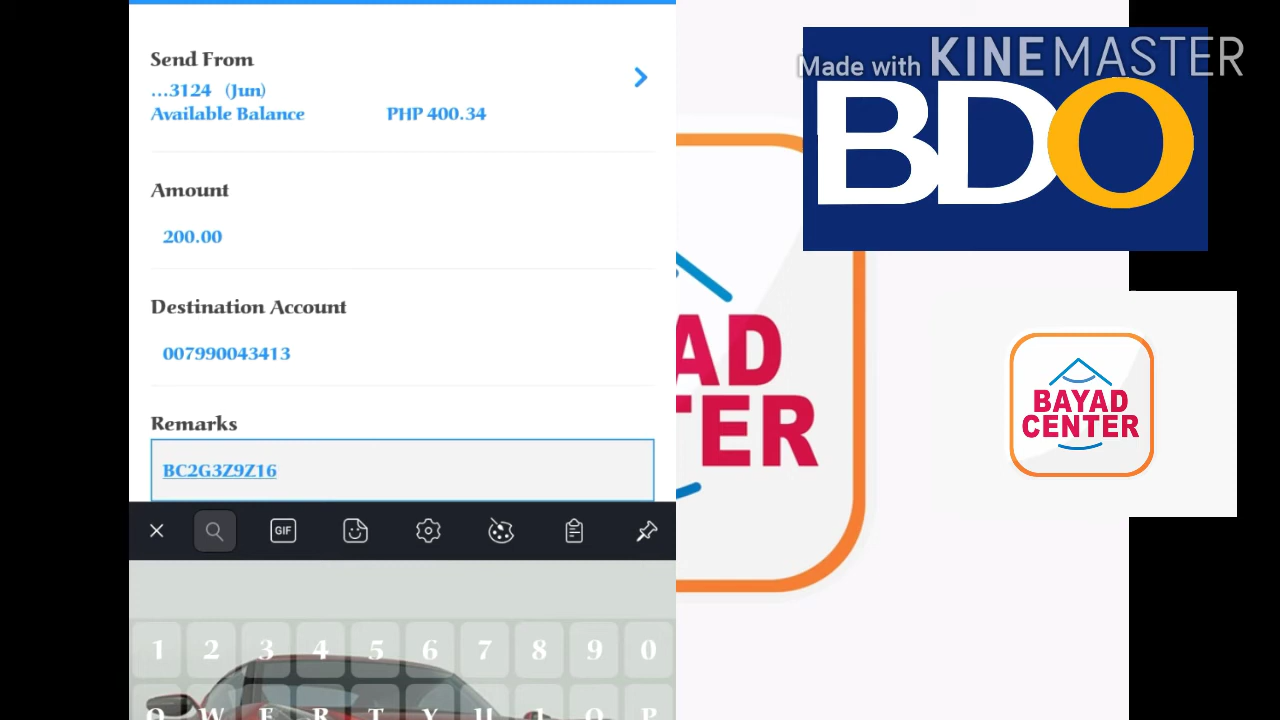 Send From
...3124 (Jun)
Available Balance PHP 400.34
Amount
200.00
Destination Account
007990043413
Remarks
BC2G3Z9Z16
GIF
1 2 3 4 5 6 7 8 9 0
Q W E R T Y U I O P
AD
TER
Made with KINEMASTER
BDO
BAYAD
CENTER